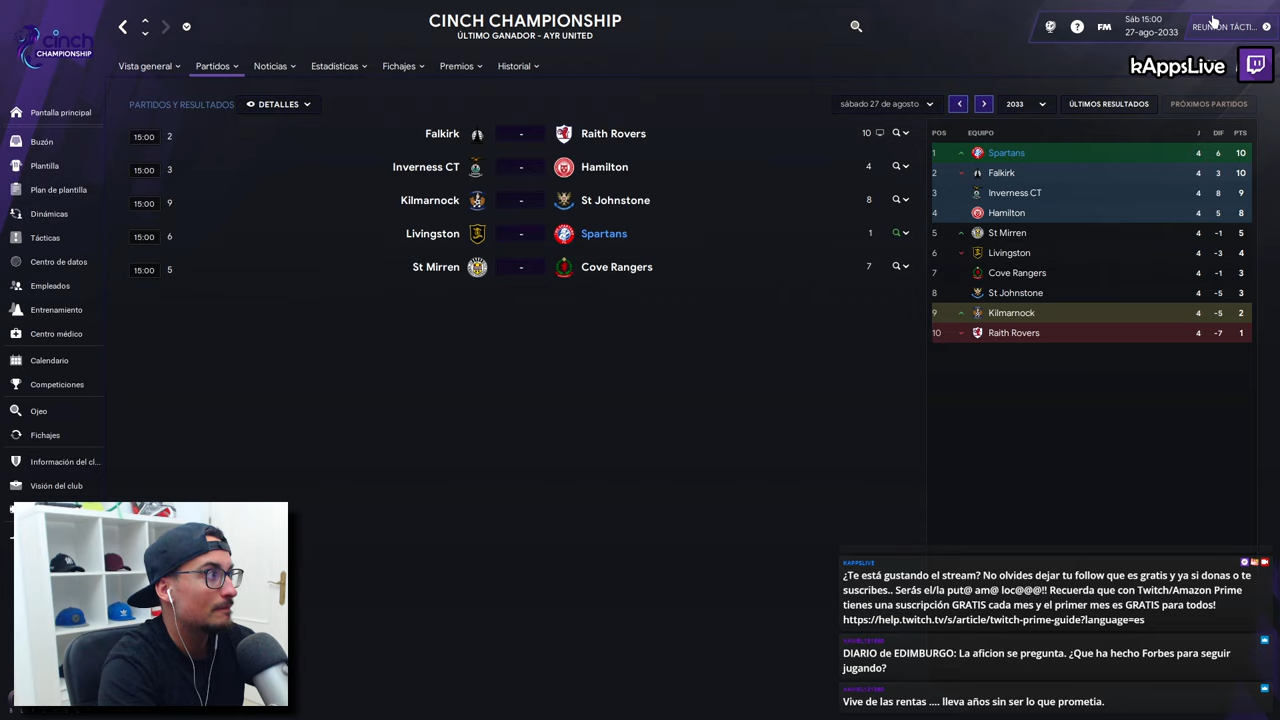 CINCH CHAMPIONSHIP
ÚLTIMO GANADOR - AYR UNITED
cinch
CHAMPIONSHIP
FM
Sáb 15:00
27-ago-2033
REUNIÓN TÁCTI...
kAppsLive
Vista general
Partidos
Noticias
Estadísticas
Fichajes
Premios
Historial
PARTIDOS Y RESULTADOS
DETALLES
sábado 27 de agosto
2033
ÚLTIMOS RESULTADOS
PRÓXIMOS PARTIDOS
Pantalla principal
Buzón
Plantilla
Plan de plantilla
Dinámicas
Tácticas
Centro de datos
Empleados
Entrenamiento
Centro médico
Calendario
Competiciones
Ojeo
Fichajes
Información del cl...
Visión del club
15:00 2 Falkirk - Raith Rovers 10
15:00 3 Inverness CT - Hamilton 4
15:00 9 Kilmarnock - St Johnstone 8
15:00 6 Livingston - Spartans 1
15:00 5 St Mirren - Cove Rangers 7
POS EQUIPO J DIF PTS
1 Spartans 4 6 10
2 Falkirk 4 3 10
3 Inverness CT 4 8 9
4 Hamilton 4 5 8
5 St Mirren 4 -1 5
6 Livingston 4 -3 4
7 Cove Rangers 4 -1 3
8 St Johnstone 4 -5 3
9 Kilmarnock 4 -5 2
10 Raith Rovers 4 -7 1
KAPPSLIVE
¿Te está gustando el stream? No olvides dejar tu follow que es gratis y ya si donas o te
suscribes.. Serás el/la put@ am@ loc@@@!! Recuerda que con Twitch/Amazon Prime
tienes una suscripción GRATIS cada mes y el primer mes es GRATIS para todos!
https://help.twitch.tv/s/article/twitch-prime-guide?language=es
DIARIO de EDIMBURGO: La aficion se pregunta. ¿Que ha hecho Forbes para seguir
jugando?
Vive de las rentas .... lleva años sin ser lo que prometia.